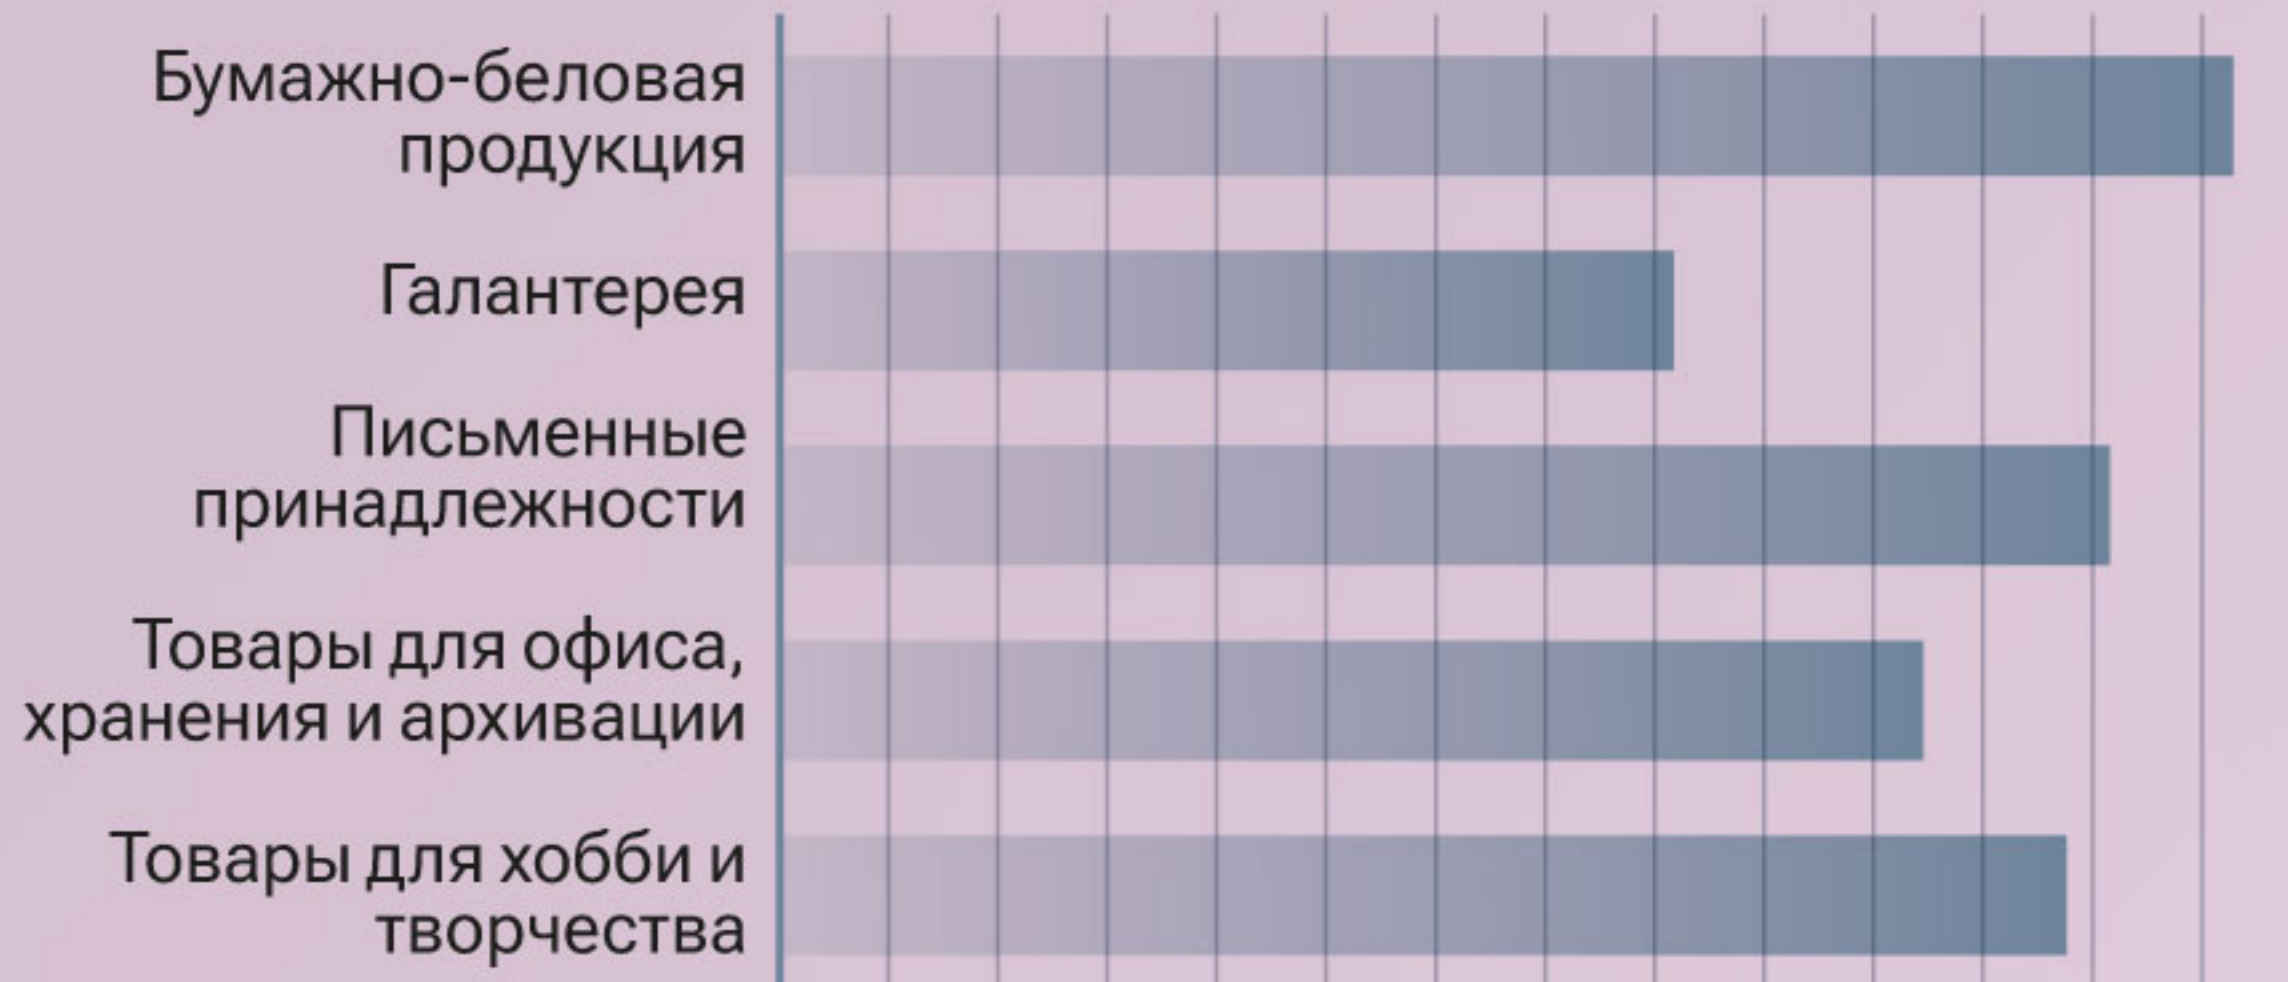 Бумажно-беловая
продукция
Галантерея
Письменные
принадлежности
Товары для офиса,
хранения и архивации
Товары для хобби и
творчества